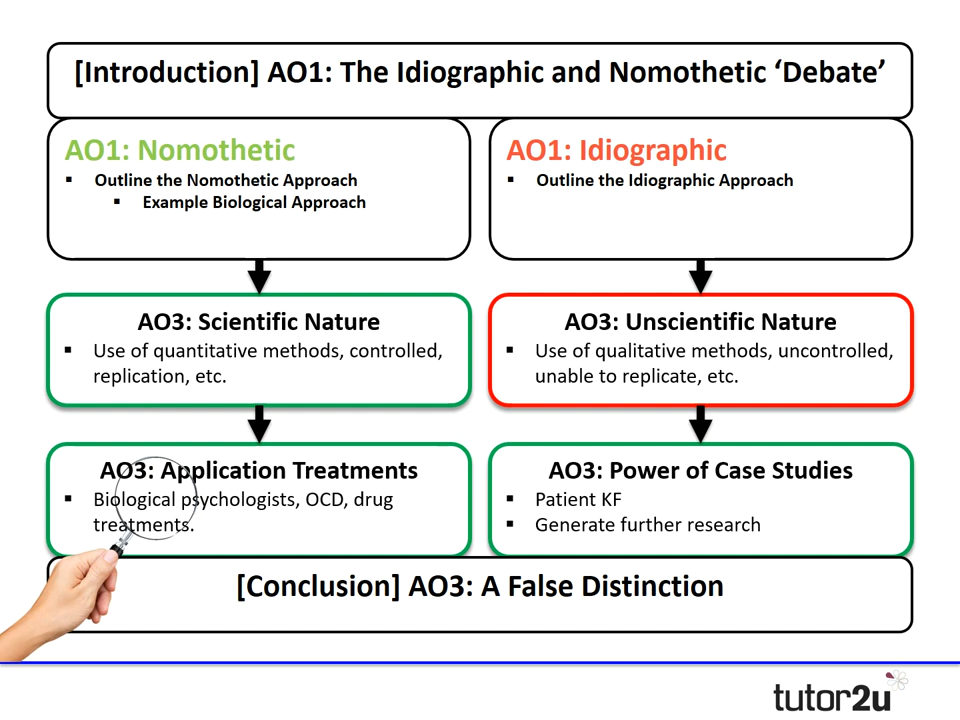 [Introduction] AO1: The Idiographic and Nomothetic ‘Debate’
AO1: Nomothetic
▪ Outline the Nomothetic Approach
▪ Example Biological Approach
AO1: Idiographic
▪ Outline the Idiographic Approach
AO3: Scientific Nature
▪ Use of quantitative methods, controlled,
replication, etc.
AO3: Unscientific Nature
▪ Use of qualitative methods, uncontrolled,
unable to replicate, etc.
AO3: Application Treatments
▪ Biological psychologists, OCD, drug
treatments.
AO3: Power of Case Studies
▪ Patient KF
▪ Generate further research
[Conclusion] AO3: A False Distinction
tutor2u